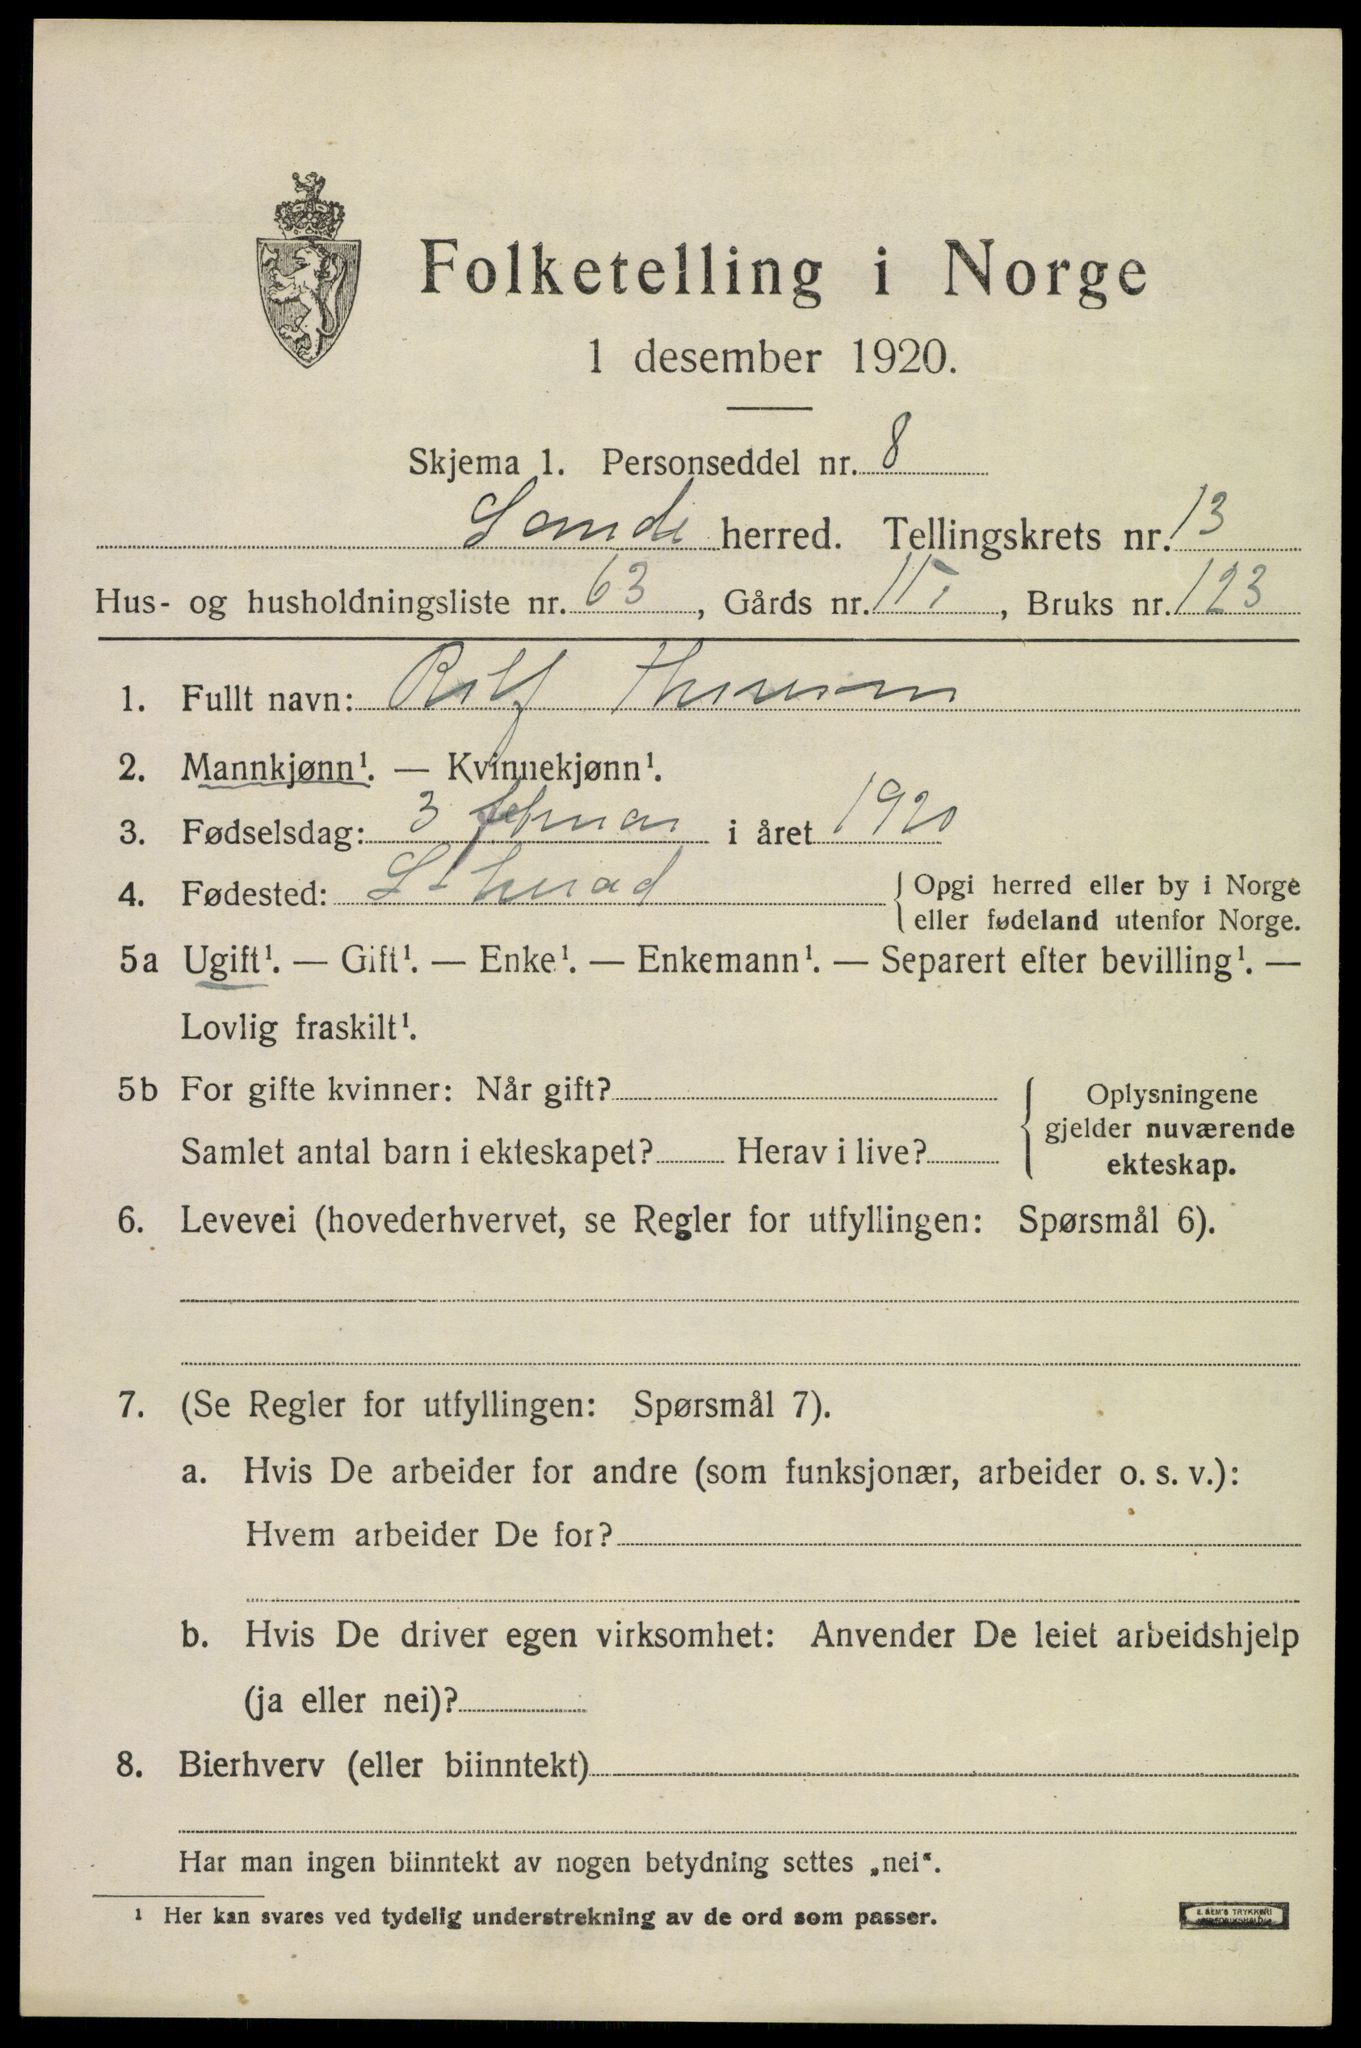 Folketelling i Norge
1 desember 1920.
Skjema 1. Personseddel nr. 8
Sande herred. Tellingskrets nr. 13
Hus- og husholdningsliste nr. 63, Gårds nr. , Bruks nr. 123
1. Fullt navn: Rolf
2. Mannkjønn¹. — Kvinnekjønn¹.
3. Fødselsdag: 3 februar i året 1920
4. Fødested:
{ Opgi herred eller by i Norge
eller fødeland utenfor Norge.
5a Ugift¹. — Gift¹. — Enke¹. — Enkemann¹. — Separert efter bevilling¹. —
Lovlig fraskilt¹.
5b For gifte kvinner: Når gift?
Samlet antal barn i ekteskapet? Herav i live?
{ Oplysningene
gjelder nuværende
ekteskap.
6. Levevei (hovederhvervet, se Regler for utfyllingen: Spørsmål 6).
7. (Se Regler for utfyllingen: Spørsmål 7).
a. Hvis De arbeider for andre (som funksjonær, arbeider o. s. v.):
Hvem arbeider De for?
b. Hvis De driver egen virksomhet: Anvender De leiet arbeidshjelp
(ja eller nei)?
8. Bierhverv (eller biinntekt)
Har man ingen biinntekt av nogen betydning settes „nei“.
¹ Her kan svares ved tydelig understrekning av de ord som passer.
E. SEM'S TRYKKERI